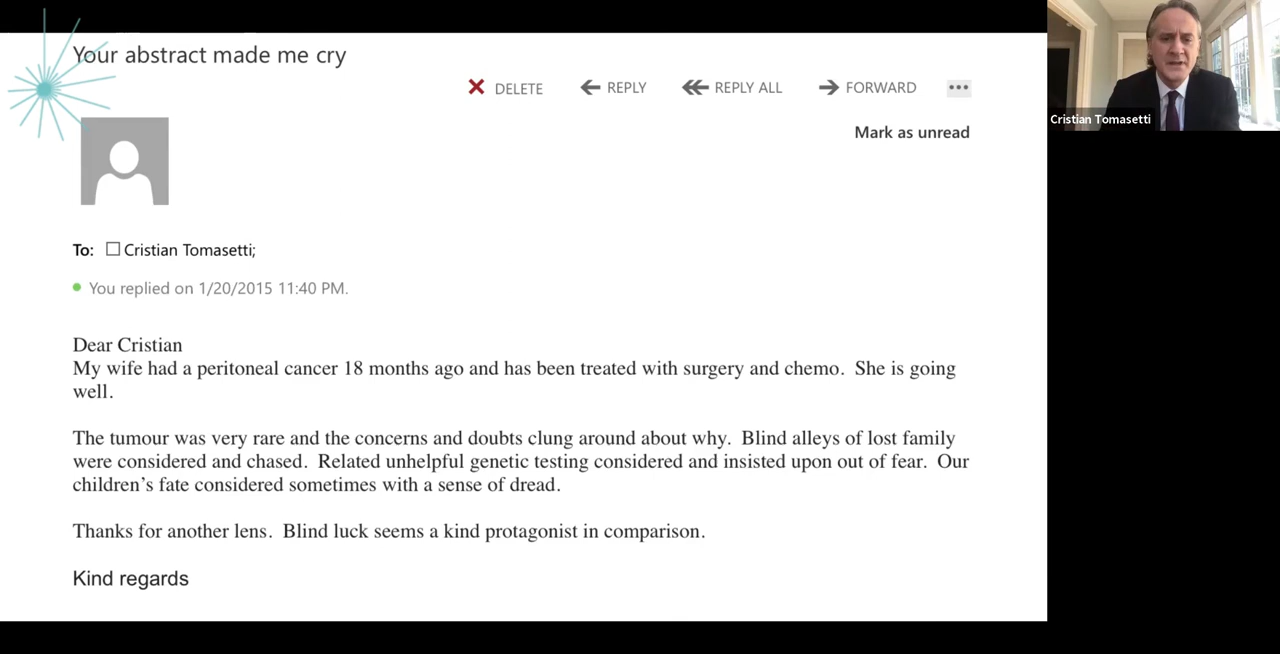 Your abstract made me cry
DELETE REPLY REPLY ALL FORWARD
Mark as unread
Cristian Tomasetti
To: Cristian Tomasetti;
You replied on 1/20/2015 11:40 PM.
Dear Cristian
My wife had a peritoneal cancer 18 months ago and has been treated with surgery and chemo.  She is going
well.
The tumour was very rare and the concerns and doubts clung around about why.  Blind alleys of lost family
were considered and chased.  Related unhelpful genetic testing considered and insisted upon out of fear.  Our
children’s fate considered sometimes with a sense of dread.
Thanks for another lens.  Blind luck seems a kind protagonist in comparison.
Kind regards